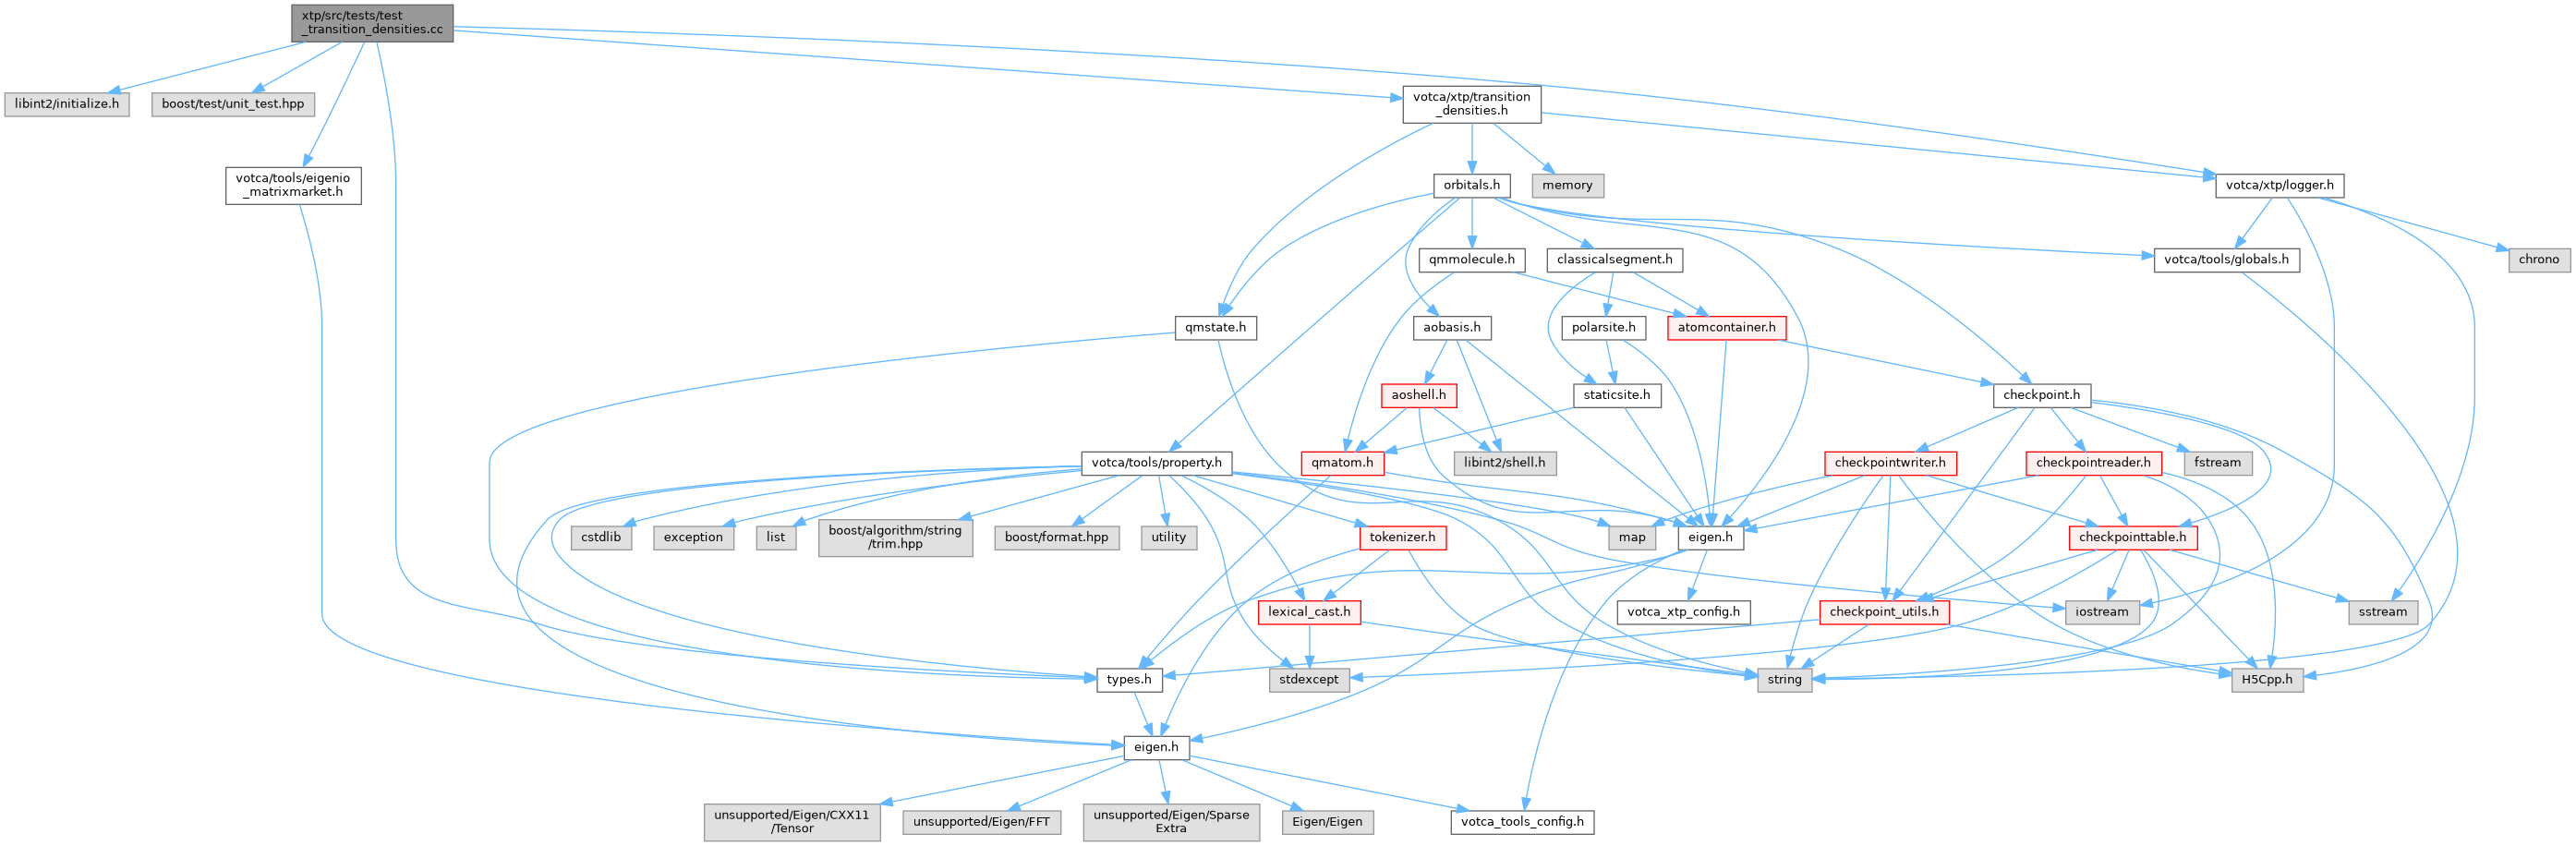 xtp/src/tests/test
_transition_densities.cc
libint2/initialize.h
boost/test/unit_test.hpp
votca/xtp/transition
_densities.h
votca/tools/eigenio
_matrixmarket.h
orbitals.h
memory
votca/xtp/logger.h
qmmolecule.h
classicalsegment.h
votca/tools/globals.h
chrono
qmstate.h
aobasis.h
polarsite.h
atomcontainer.h
aoshell.h
staticsite.h
checkpoint.h
votca/tools/property.h
qmatom.h
libint2/shell.h
checkpointwriter.h
checkpointreader.h
fstream
cstdlib
exception
list
boost/algorithm/string
/trim.hpp
boost/format.hpp
utility
tokenizer.h
map
eigen.h
checkpointtable.h
lexical_cast.h
votca_xtp_config.h
checkpoint_utils.h
iostream
sstream
types.h
stdexcept
string
H5Cpp.h
eigen.h
unsupported/Eigen/CXX11
/Tensor
unsupported/Eigen/FFT
unsupported/Eigen/Sparse
Extra
Eigen/Eigen
votca_tools_config.h